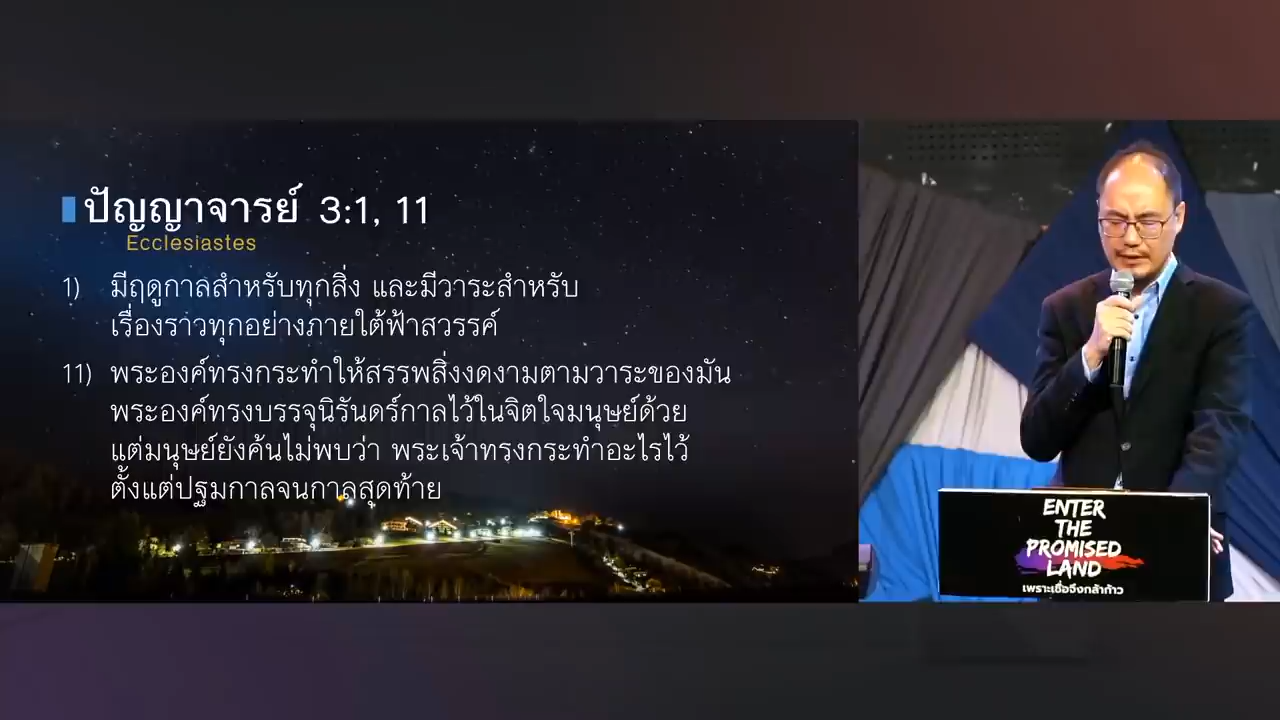 ปัญญาจารย์ 3:1, 11
Ecclesiastes
1) มีฤดูกาลสำหรับทุกสิ่ง และมีวาระสำหรับ
เรื่องราวทุกอย่างภายใต้ฟ้าสวรรค์
11) พระองค์ทรงกระทำให้สรรพสิ่งงดงามตามวาระของมัน
พระองค์ทรงบรรจุนิรันดร์กาลไว้ในจิตใจมนุษย์ด้วย
แต่มนุษย์ยังค้นไม่พบว่า พระเจ้าทรงกระทำอะไรไว้
ตั้งแต่ปฐมกาลจนกาลสุดท้าย
ENTER
THE
PROMISED
LAND
เพราะเชื่อจึงกล้าก้าว